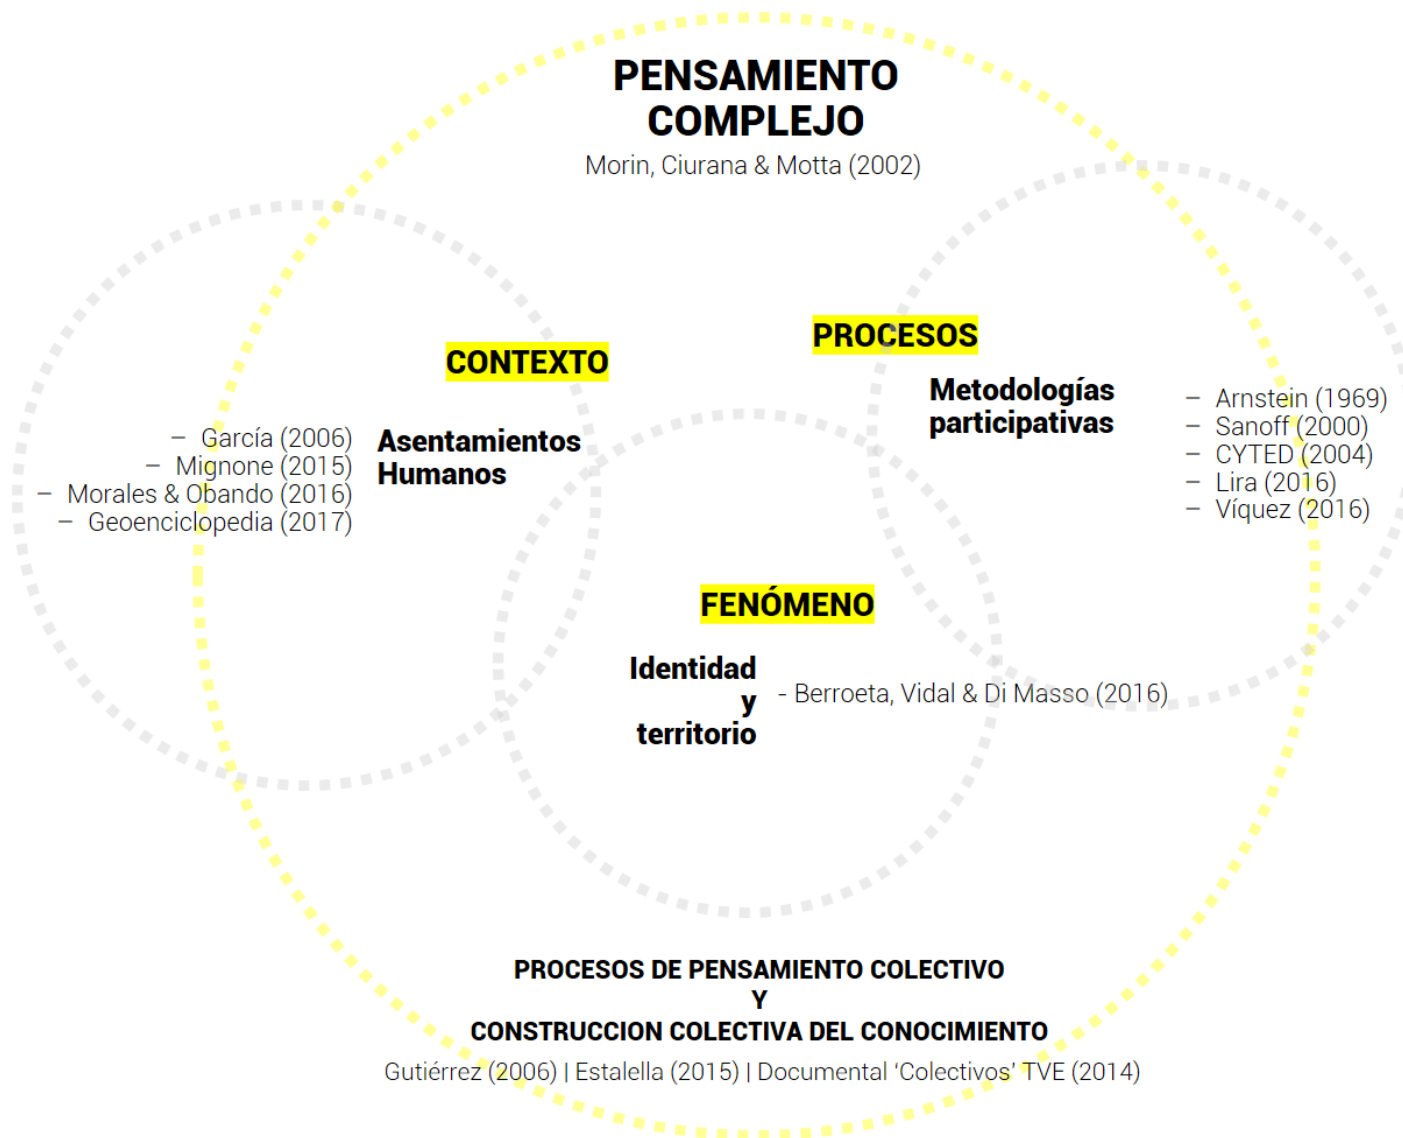 PENSAMIENTO
COMPLEJO
Morin, Ciurana & Motta (2002)
CONTEXTO
– García (2006)
– Mignone (2015)
– Morales & Obando (2016)
– Geoenciclopedia (2017)
Asentamientos
Humanos
PROCESOS
Metodologías
participativas
– Arnstein (1969)
– Sanoff (2000)
– CYTED (2004)
– Lira (2016)
– Víquez (2016)
FENÓMENO
Identidad
y
territorio
- Berroeta, Vidal & Di Masso (2016)
PROCESOS DE PENSAMIENTO COLECTIVO
Y
CONSTRUCCION COLECTIVA DEL CONOCIMIENTO
Gutiérrez (2006) | Estalella (2015) | Documental ‘Colectivos’ TVE (2014)